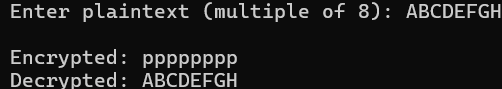 Enter plaintext (multiple of 8): ABCDEFGH
Encrypted: pppppppp
Decrypted: ABCDEFGH